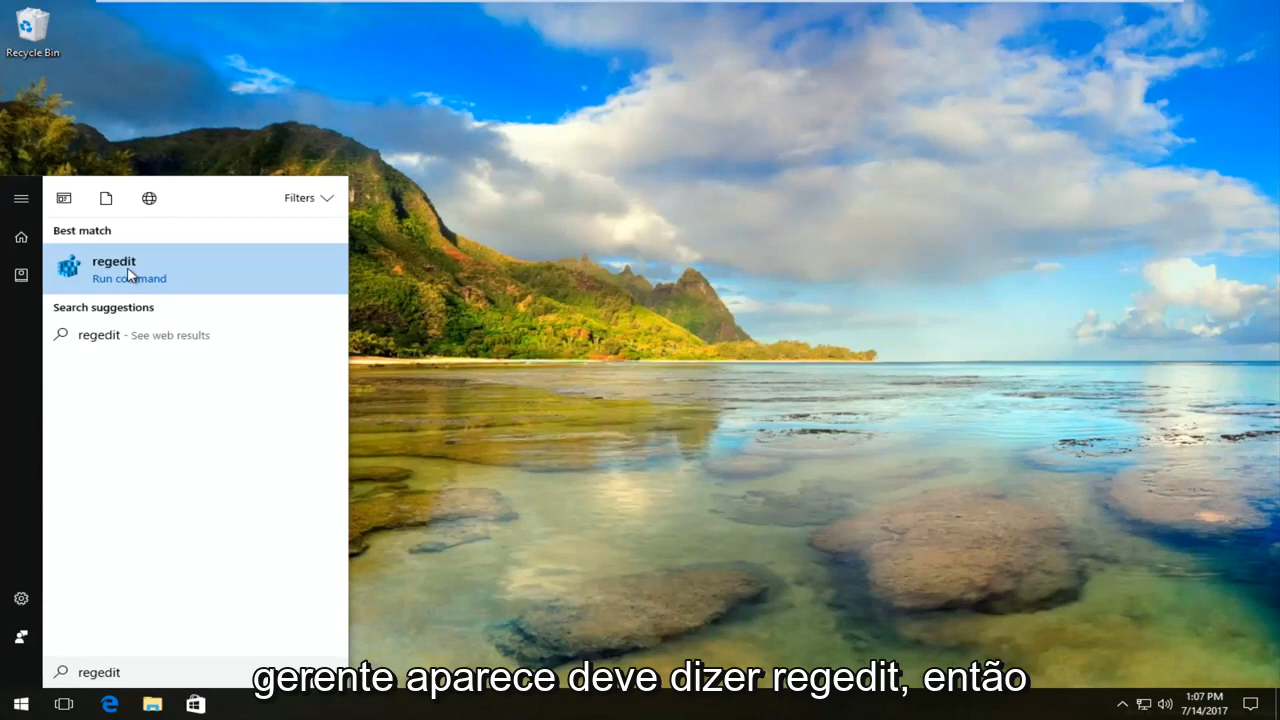 Recycle Bin
Filters
Best match
regedit
Run command
Search suggestions
regedit - See web results
regedit
gerente aparece deve dizer regedit, então
1:07 PM
7/14/2017